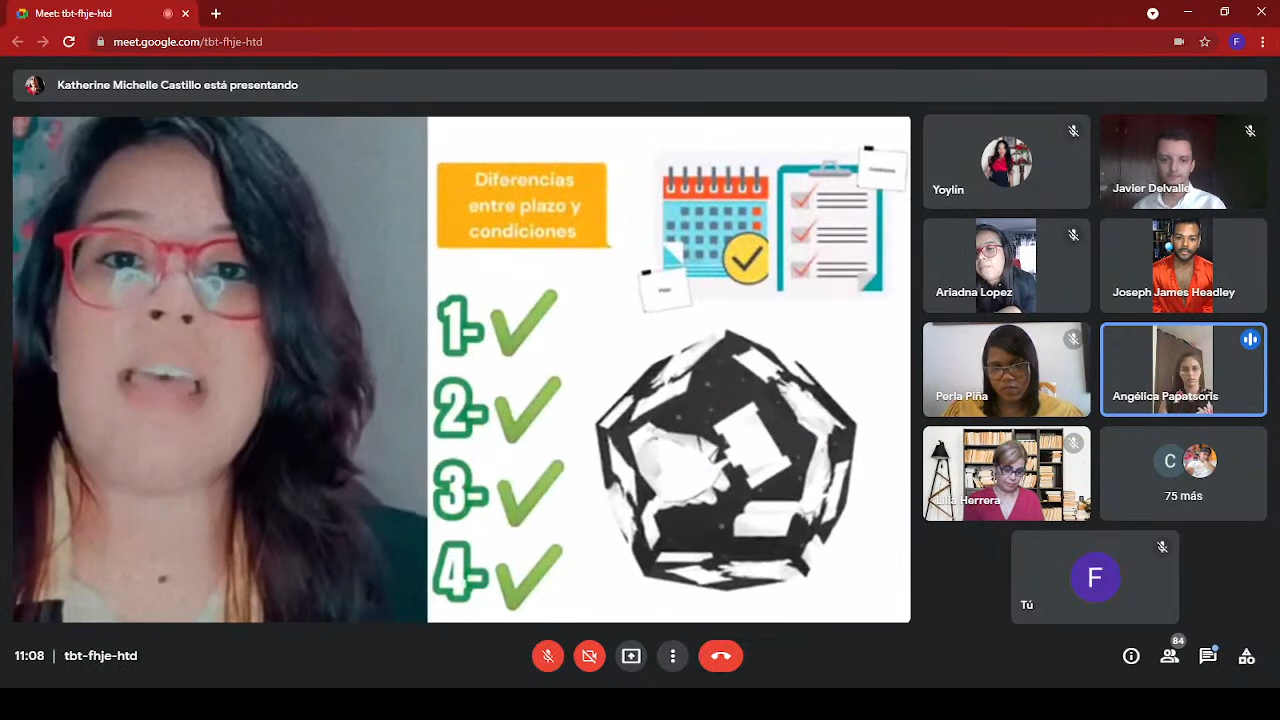 Meet: tbt-fhje-htd
meet.google.com/tbt-fhje-htd
F
Katherine Michelle Castillo está presentando
Diferencias
entre plazo y
condiciones
1-
2-
3-
4-
Yoylin
Javier Delvalle
Ariadna Lopez
Joseph James Headley
Perla Piña
Angélica Papatsoris
Lilia Herrera
C
75 más
F
Tú
11:08 | tbt-fhje-htd
84